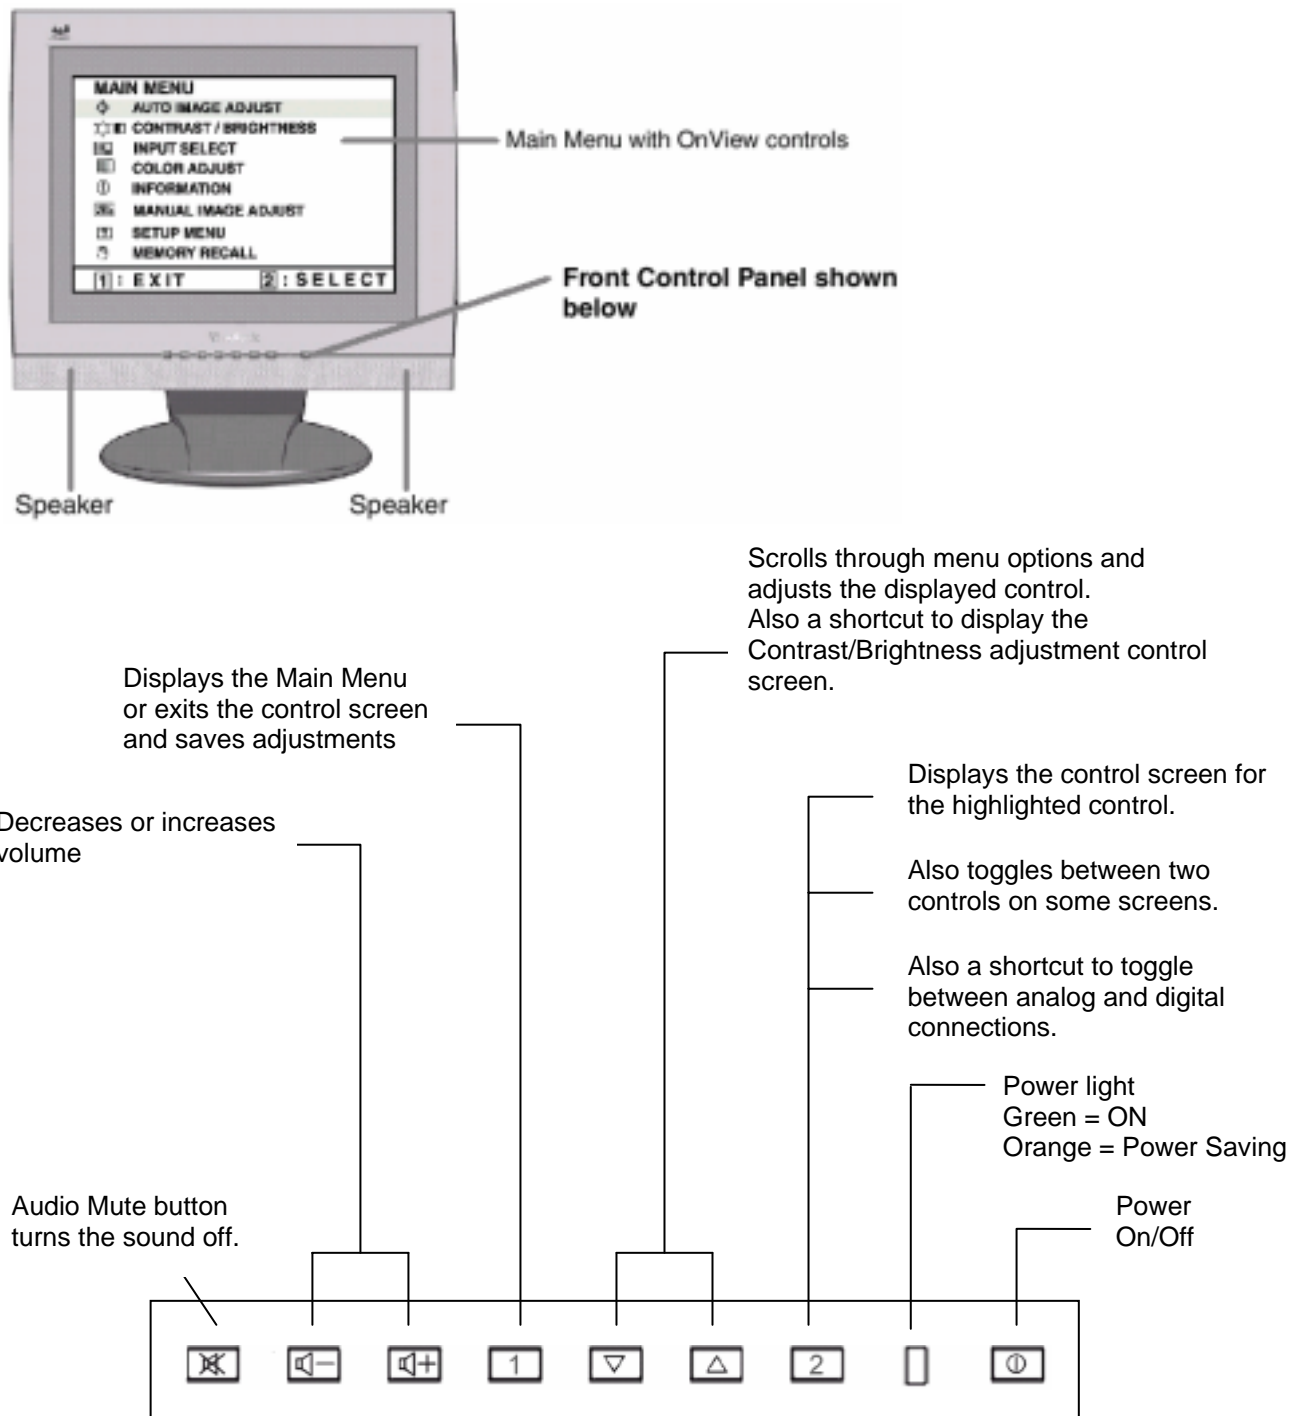 MAIN MENU
AUTO IMAGE ADJUST
CONTRAST / BRIGHTNESS
INPUT SELECT
COLOR ADJUST
INFORMATION
MANUAL IMAGE ADJUST
SETUP MENU
MEMORY RECALL
1 : EXIT 2 : SELECT
Main Menu with OnView controls
Front Control Panel shown
below
Speaker Speaker
Scrolls through menu options and
adjusts the displayed control.
Also a shortcut to display the
Contrast/Brightness adjustment control
screen.
Displays the Main Menu
or exits the control screen
and saves adjustments
Displays the control screen for
the highlighted control.
Decreases or increases
volume
Also toggles between two
controls on some screens.
Also a shortcut to toggle
between analog and digital
connections.
Power light
Green = ON
Orange = Power Saving
Audio Mute button
turns the sound off.
Power
On/Off
1 2